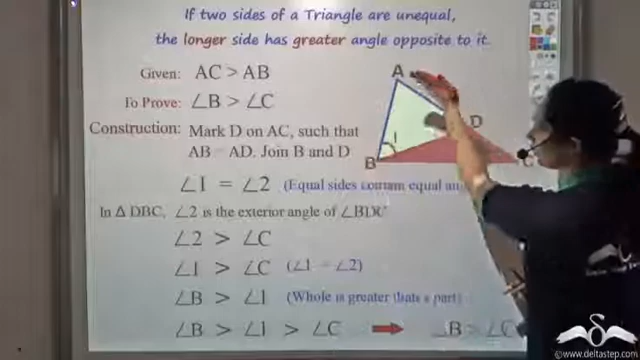 If two sides of a Triangle are unequal,
the longer side has greater angle opposite to it.
Given: AC > AB
To Prove: ∠B > ∠C
Construction: Mark D on AC, such that
AB = AD. Join B and D
A
D
1
B
C
∠1 = ∠2 (Equal sides contain equal
In Δ DBC, ∠2 is the exterior angle of
∠2 > ∠C
∠1 > ∠C (∠1 = ∠2)
∠B > ∠1 (Whole is greater thats a part)
∠B > ∠1 > ∠C ➡ ∠B > ∠C
www.deltastep.com